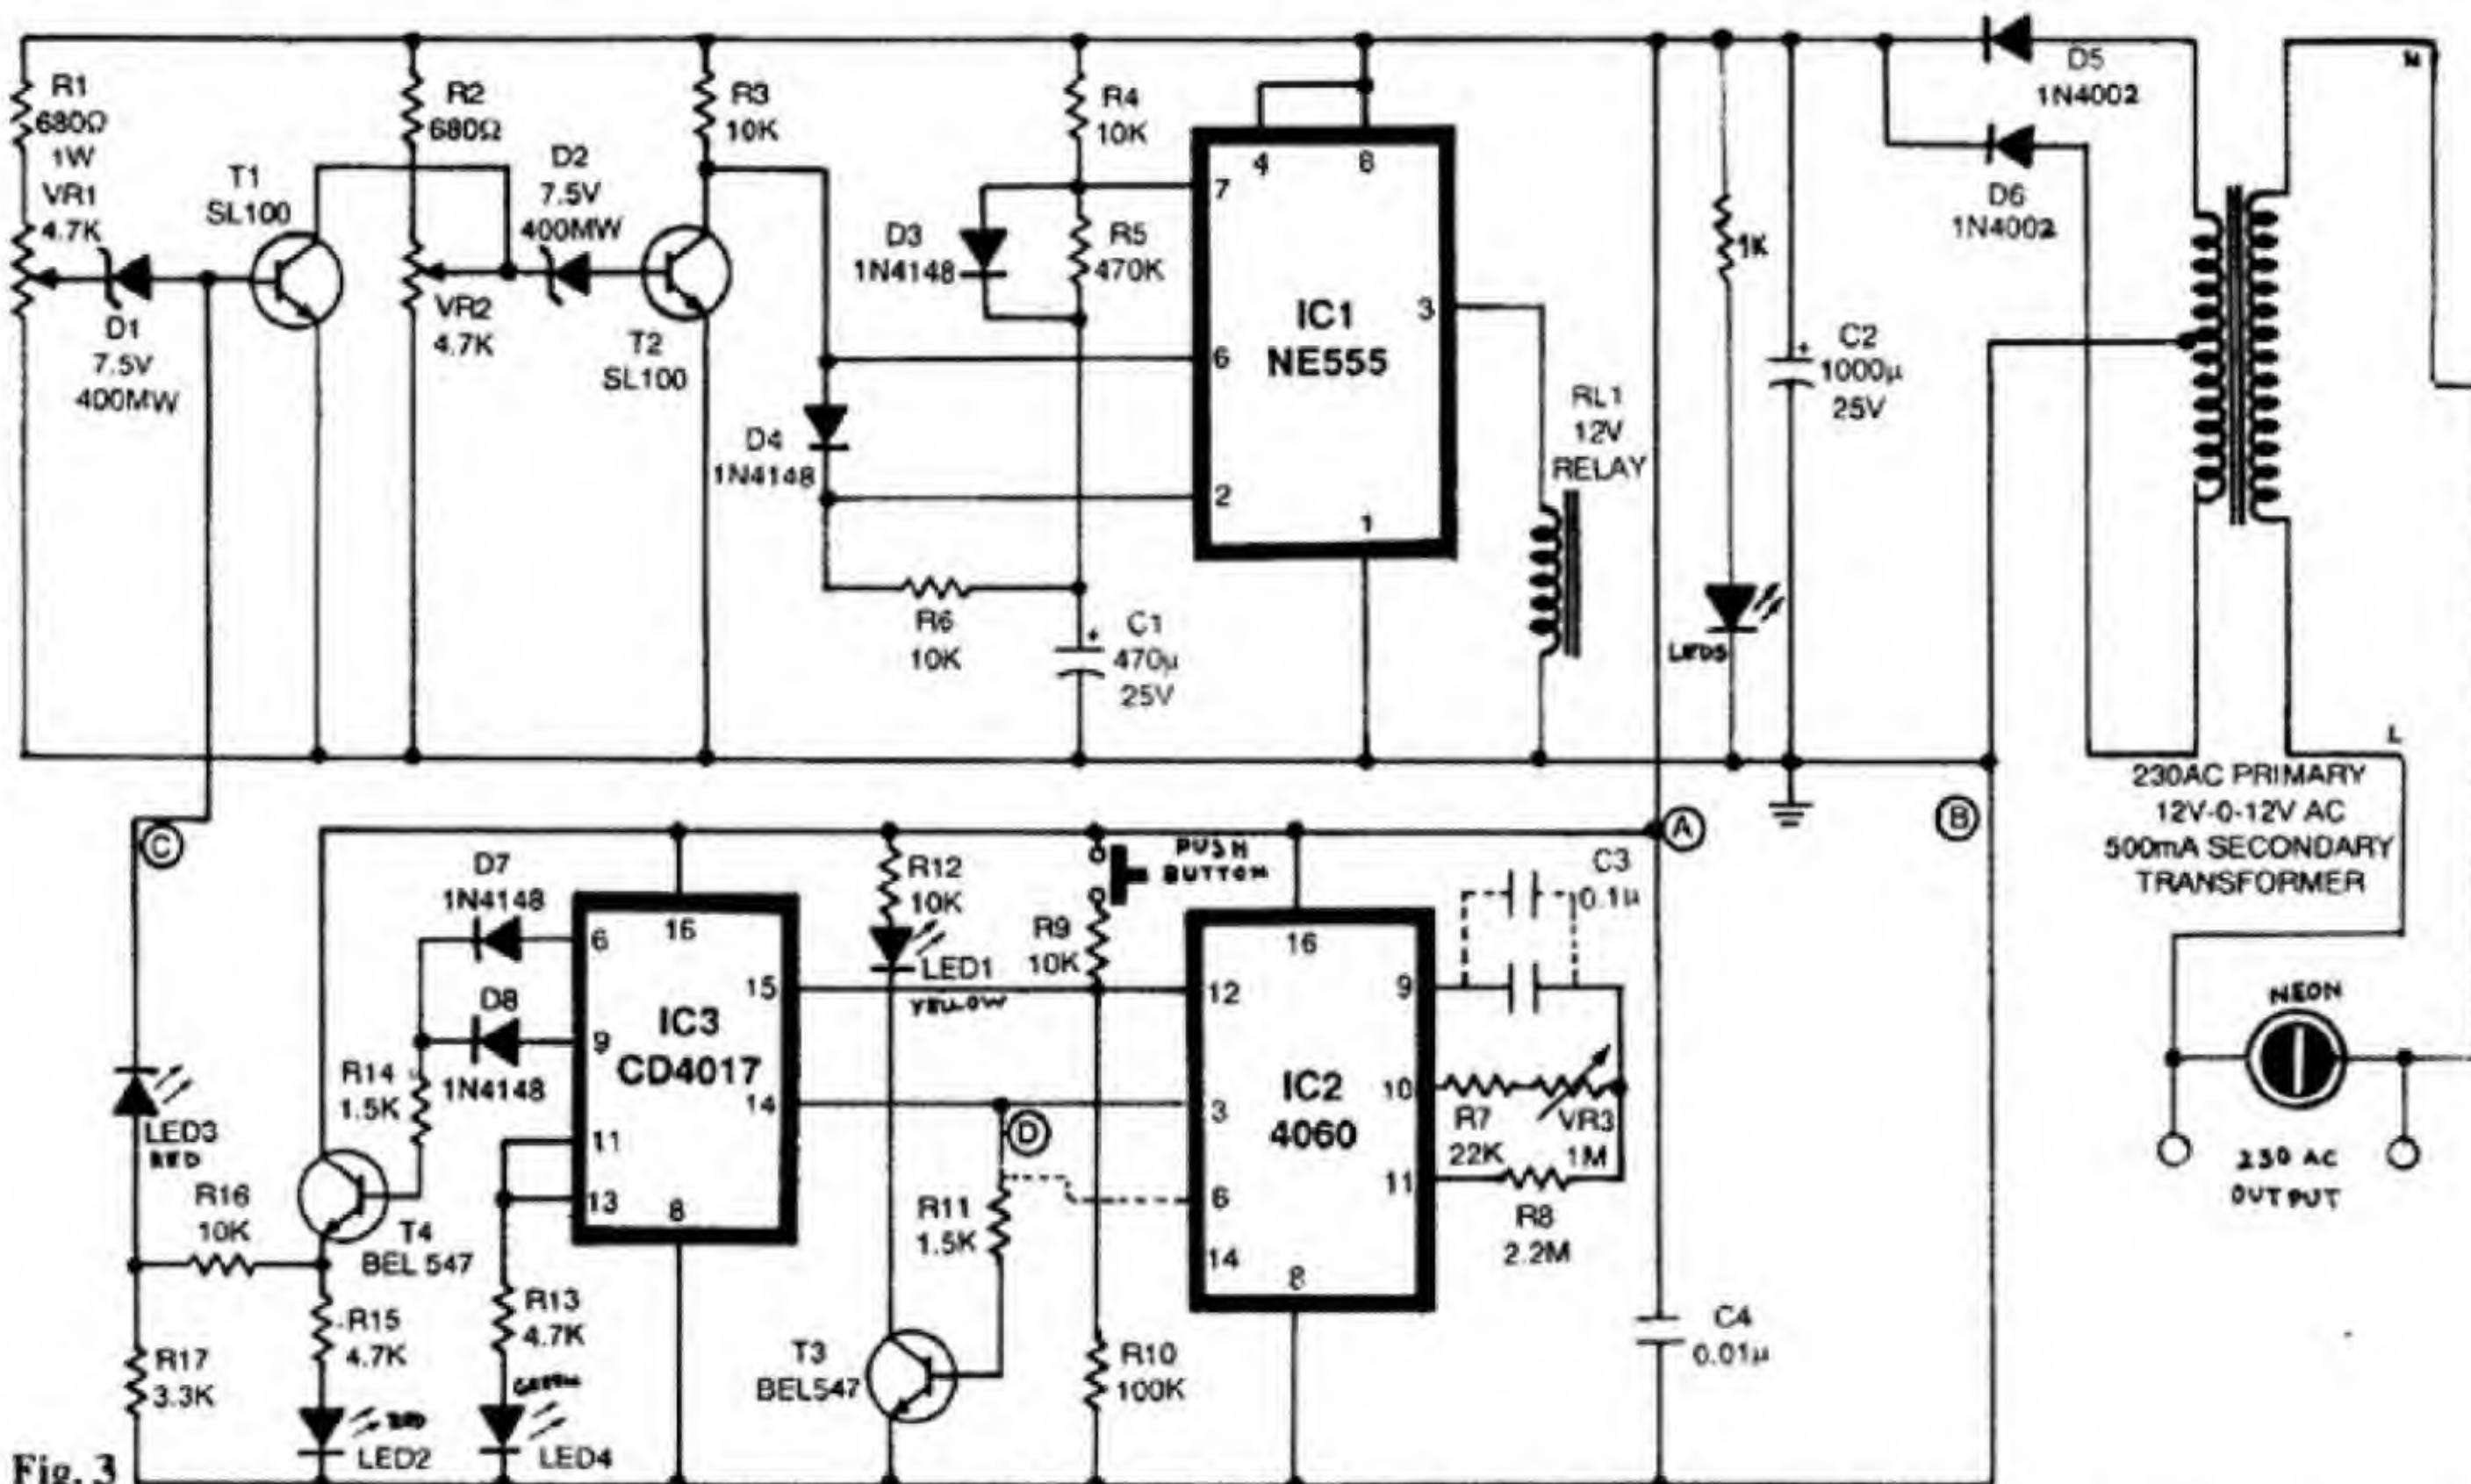 R1
680Ω
1W
VR1
4.7K
D1
7.5V
400MW
T1
SL100
R2
680Ω
D2
7.5V
400MW
VR2
4.7K
T2
SL100
R3
10K
D4
1N4148
D3
1N4148
R4
10K
R5
470K
R6
10K
C1
470µ
25V
+
4
8
7
6
2
3
1
IC1
NE555
RL1
12V
RELAY
1K
LED5
+
C2
1000µ
25V
D5
1N4002
D6
1N4002
N
L
230AC PRIMARY
12V-0-12V AC
500mA SECONDARY
TRANSFORMER
NEON
230 AC
OUTPUT
A
B
C
D
D7
1N4148
D8
1N4148
R14
1.5K
LED3
RED
R16
10K
T4
BEL 547
R17
3.3K
R15
4.7K
RED
LED2
R13
4.7K
GREEN
LED4
6
16
15
9
14
11
13
8
IC3
CD4017
R12
10K
LED1
YELLOW
PUSH
BUTTON
R9
10K
R11
1.5K
T3
BEL547
R10
100K
16
12
9
10
3
11
6
14
8
IC2
4060
C3
0.1µ
R7
22K
VR3
1M
R8
2.2M
C4
0.01µ
Fig. 3